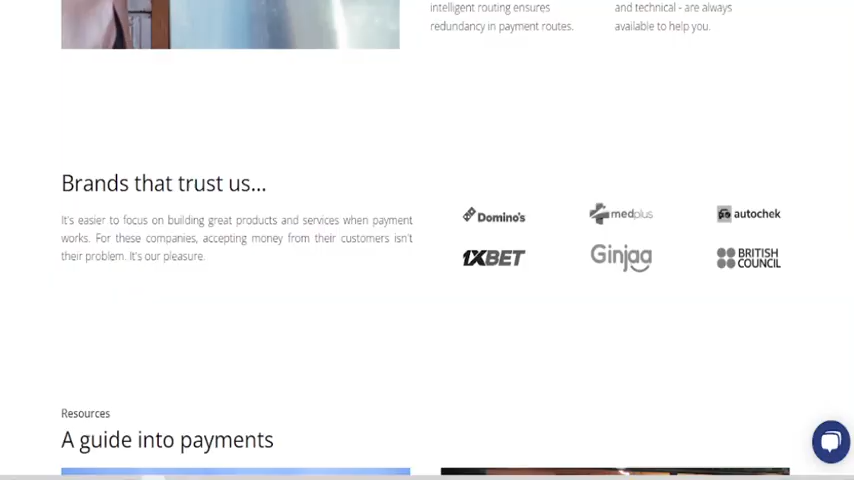 intelligent routing ensures
redundancy in payment routes.
and technical - are always
available to help you.
Brands that trust us...
It's easier to focus on building great products and services when payment
works. For these companies, accepting money from their customers isn't
their problem. It's our pleasure.
Domino's
medplus
autochek
1XBET
Ginjaa
BRITISH
COUNCIL
Resources
A guide into payments